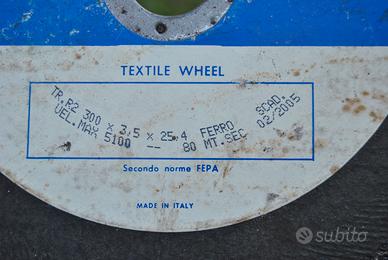 TEXTILE WHEEL
TR.R2 300 x 3,5 x 25,4 FERRO SCAD.
VEL.MAX 5100 -- 80 MT.SEC 02/2005
Secondo norme FEPA
MADE IN ITALY
subito